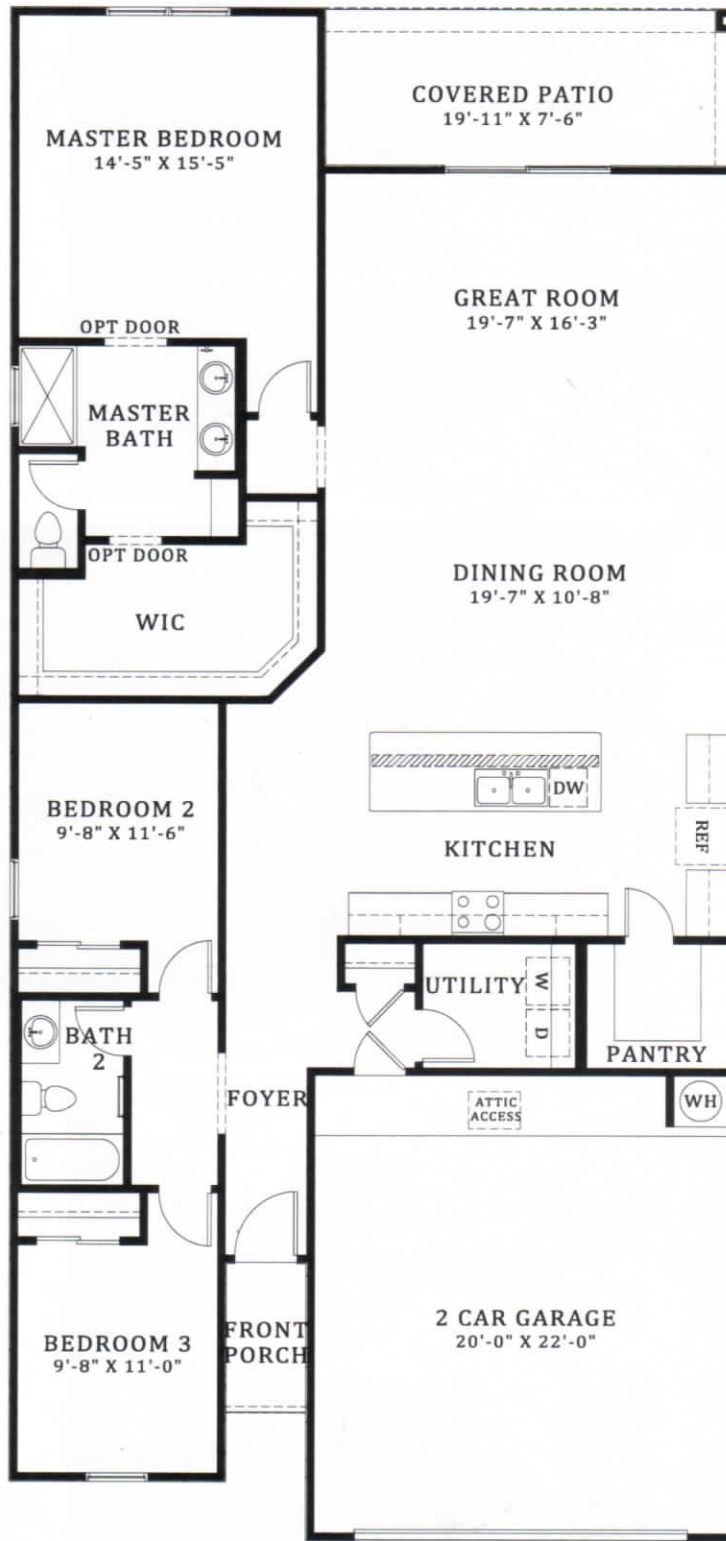 COVERED PATIO
19'-11" X 7'-6"
MASTER BEDROOM
14'-5" X 15'-5"
GREAT ROOM
19'-7" X 16'-3"
OPT DOOR
MASTER
BATH
OPT DOOR
DINING ROOM
19'-7" X 10'-8"
WIC
BEDROOM 2
9'-8" X 11'-6"
DW
REF
KITCHEN
UTILITY
W
D
BATH
2
PANTRY
FOYER
ATTIC
ACCESS
WH
2 CAR GARAGE
20'-0" X 22'-0"
FRONT
PORCH
BEDROOM 3
9'-8" X 11'-0"